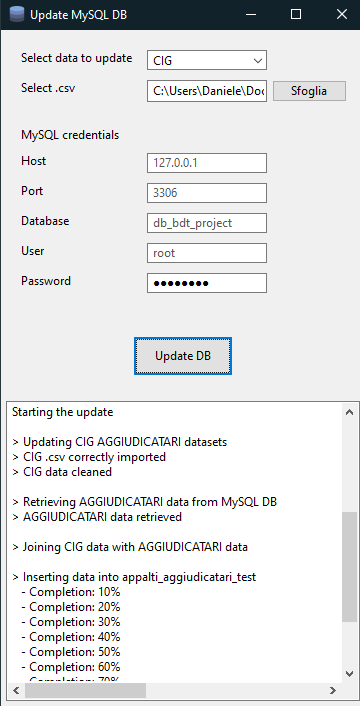 Update MySQL DB
Select data to update CIG
Select .csv C:\Users\Daniele\Doc Sfoglia
MySQL credentials
Host 127.0.0.1
Port 3306
Database db_bdt_project
User root
Password ●●●●●●●●
Update DB
Starting the update
> Updating CIG AGGIUDICATARI datasets
> CIG .csv correctly imported
> CIG data cleaned
> Retrieving AGGIUDICATARI data from MySQL DB
> AGGIUDICATARI data retrieved
> Joining CIG data with AGGIUDICATARI data
> Inserting data into appalti_aggiudicatari_test
- Completion: 10%
- Completion: 20%
- Completion: 30%
- Completion: 40%
- Completion: 50%
- Completion: 60%
- Completion: 70%